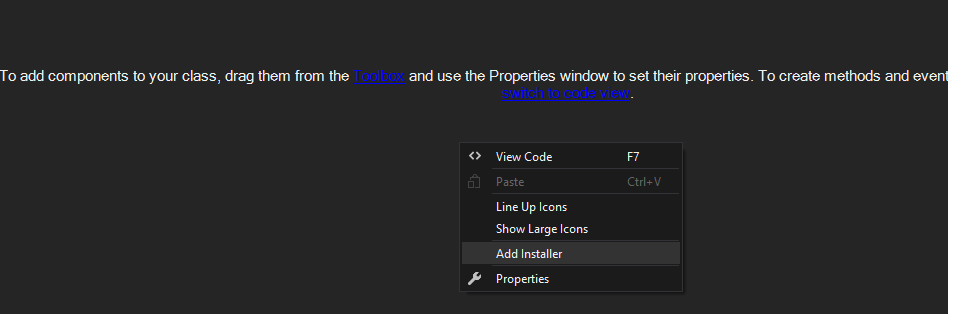 To add components to your class, drag them from the Toolbox and use the Properties window to set their properties. To create methods and event
switch to code view.
View Code F7
Paste Ctrl+V
Line Up Icons
Show Large Icons
Add Installer
Properties